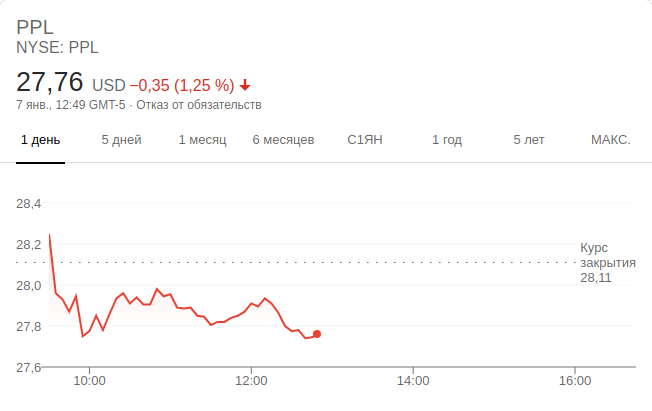 PPL
NYSE: PPL
27,76 USD −0,35 (1,25 %)
7 янв., 12:49 GMT-5 · Отказ от обязательств
1 день 5 дней 1 месяц 6 месяцев С1ЯН 1 год 5 лет МАКС.
28,4
28,2
Курс
закрытия
28,11
28,0
27,8
27,6
10:00 12:00 14:00 16:00